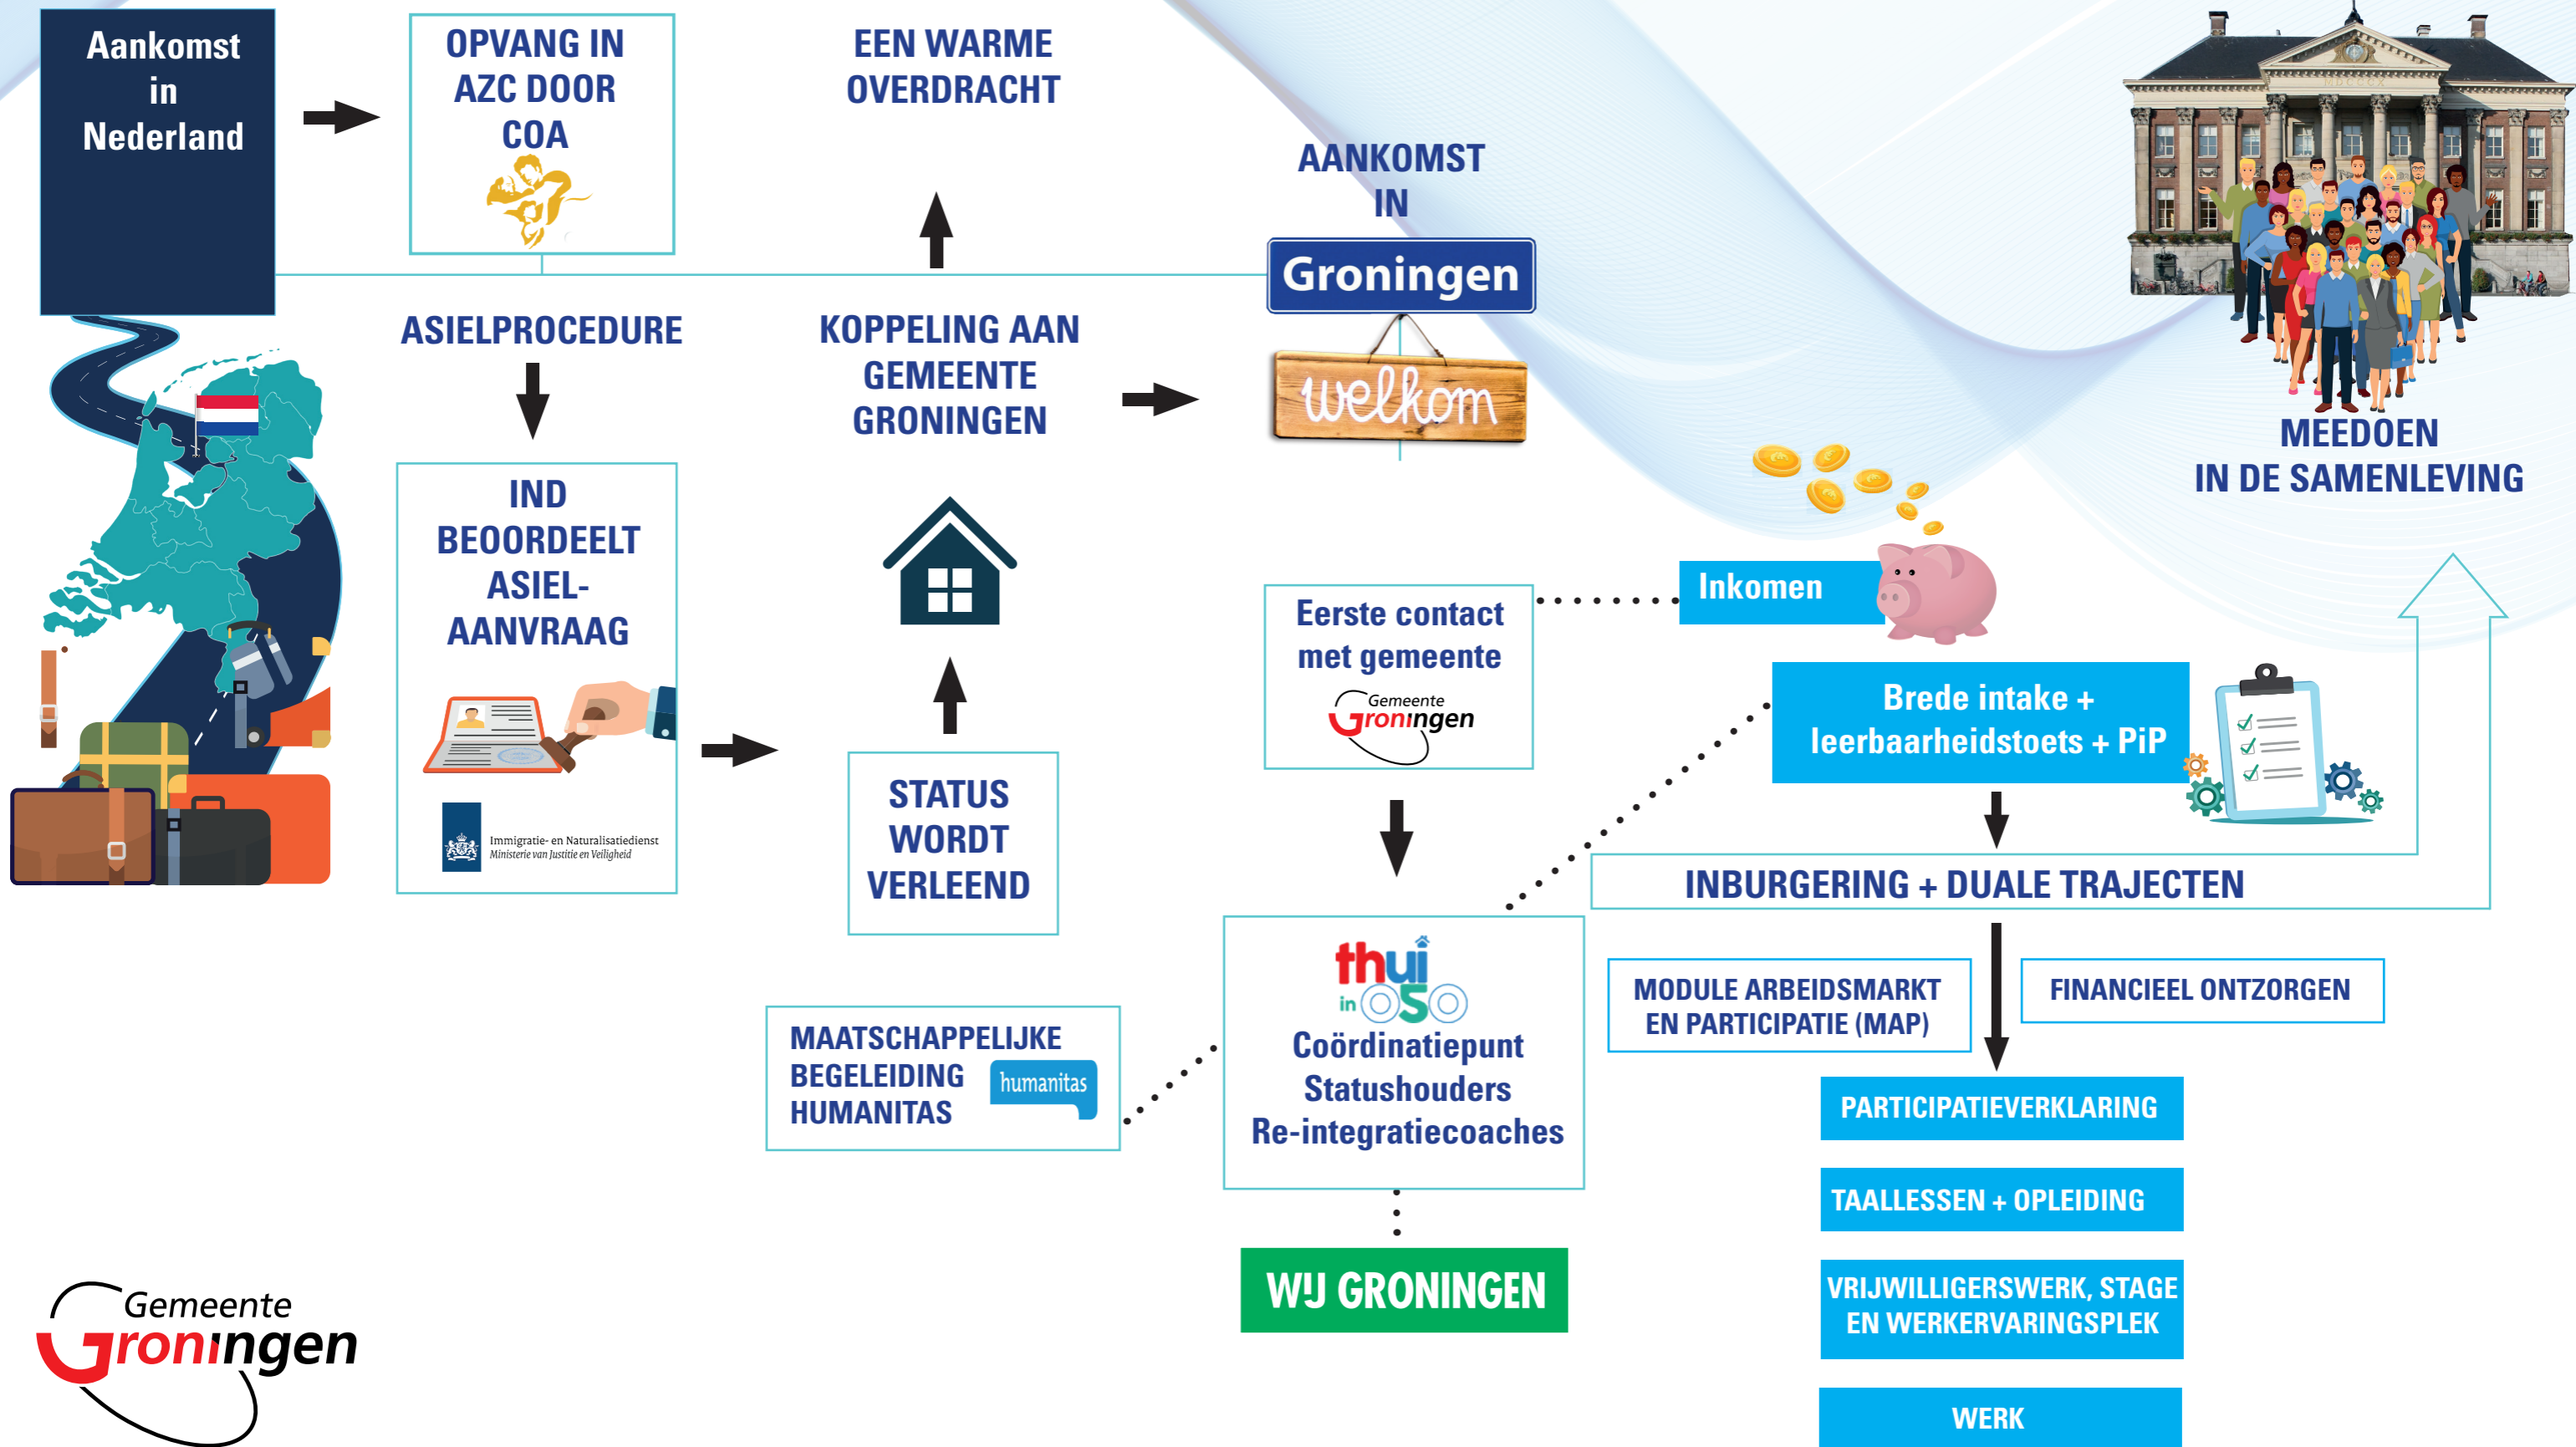 Aankomst
in
Nederland
OPVANG IN
AZC DOOR
COA
EEN WARME
OVERDRACHT
AANKOMST
IN
Groningen
welkom
ASIELPROCEDURE
KOPPELING AAN
GEMEENTE
GRONINGEN
IND
BEOORDEELT
ASIEL-
AANVRAAG
Immigratie- en Naturalisatiedienst
Ministerie van Justitie en Veiligheid
STATUS
WORDT
VERLEEND
MEEDOEN
IN DE SAMENLEVING
Eerste contact
met gemeente
Gemeente
Groningen
Inkomen
Brede intake +
leerbaarheidstoets + PiP
INBURGERING + DUALE TRAJECTEN
MAATSCHAPPELIJKE
BEGELEIDING
HUMANITAS
humanitas
thui
in OSO
Coördinatiepunt
Statushouders
Re-integratiecoaches
WIJ GRONINGEN
MODULE ARBEIDSMARKT
EN PARTICIPATIE (MAP)
FINANCIEEL ONTZORGEN
PARTICIPATIEVERKLARING
TAALLESSEN + OPLEIDING
VRIJWILLIGERSWERK, STAGE
EN WERKERVARINGSPLEK
WERK
Gemeente
Groningen